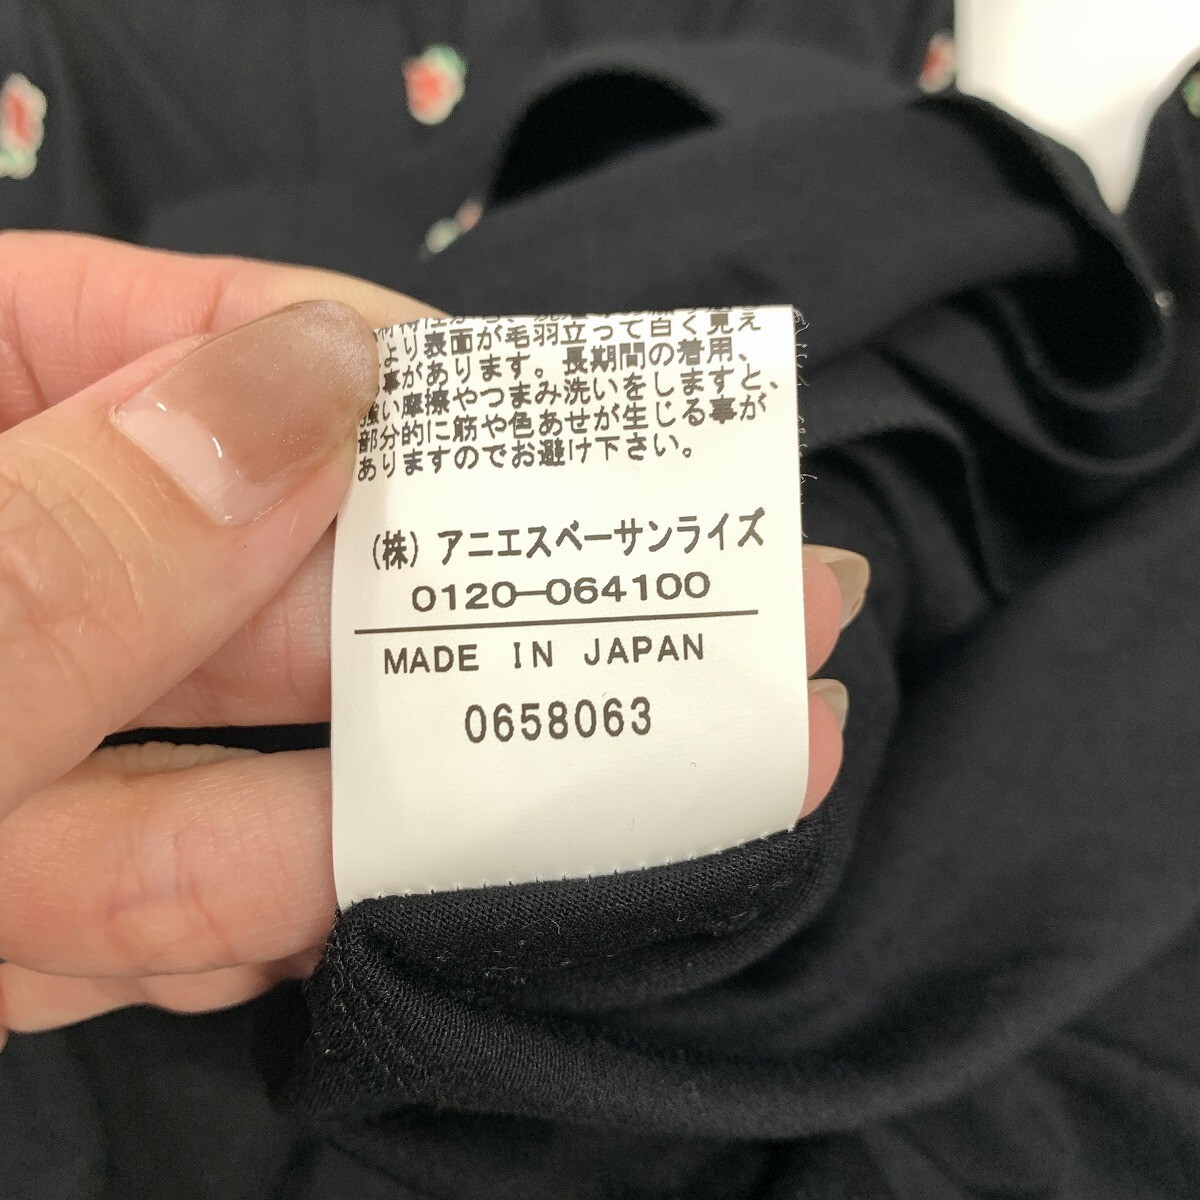 より表面が毛羽立って白く見え
事があります。長期間の着用、
強い摩擦やつまみ洗いをしますと、
部分的に筋や色あせが生じる事が
ありますのでお避け下さい。
(株)アニエスベーサンライズ
0120-064100
MADE IN JAPAN
0658063